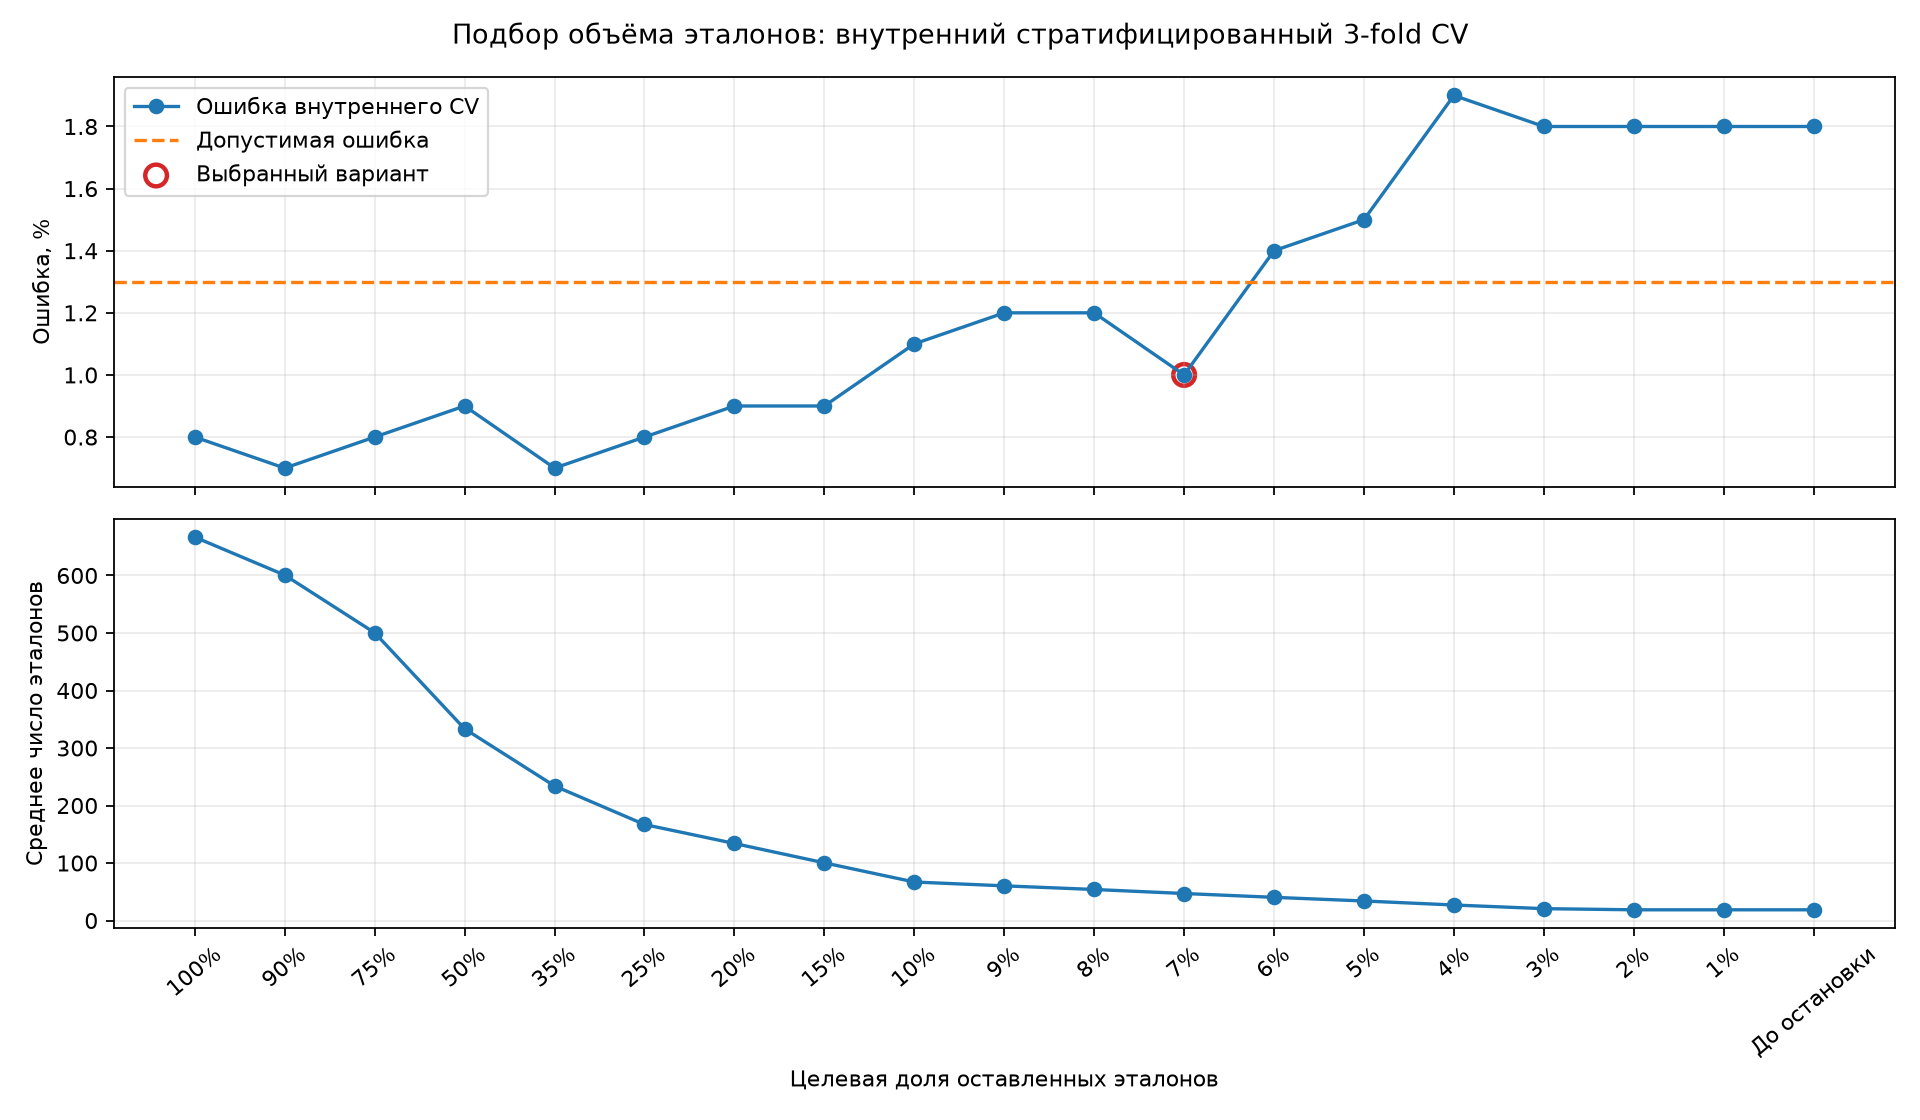 Подбор объёма эталонов: внутренний стратифицированный 3-fold CV
Ошибка внутреннего CV
Допустимая ошибка
Выбранный вариант
Ошибка, %
1.8
1.6
1.4
1.2
1.0
0.8
Среднее число эталонов
600
500
400
300
200
100
0
100% 90% 75% 50% 35% 25% 20% 15% 10% 9% 8% 7% 6% 5% 4% 3% 2% 1% До остановки
Целевая доля оставленных эталонов